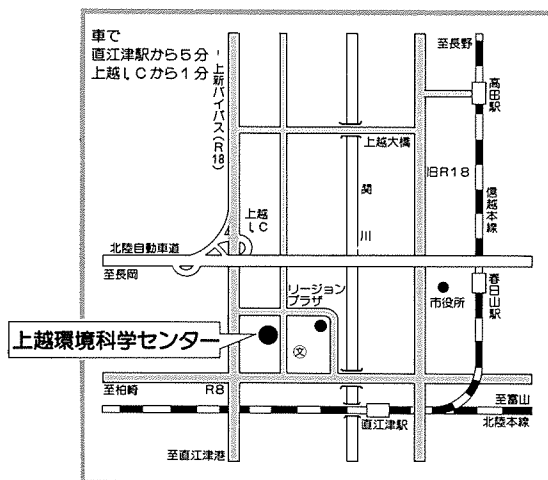 車で
直江津駅から5分
上越I,Cから1分
上新バイパス(R18)
至長野
高田駅
上越大橋
旧R18
信越本線
関川
上越
I,C
北陸自動車道
至長岡
リージョン
プラザ
市役所
春日山駅
上越環境科学センター
文
至柏崎
R8
至富山
北陸本線
直江津駅
至直江津港